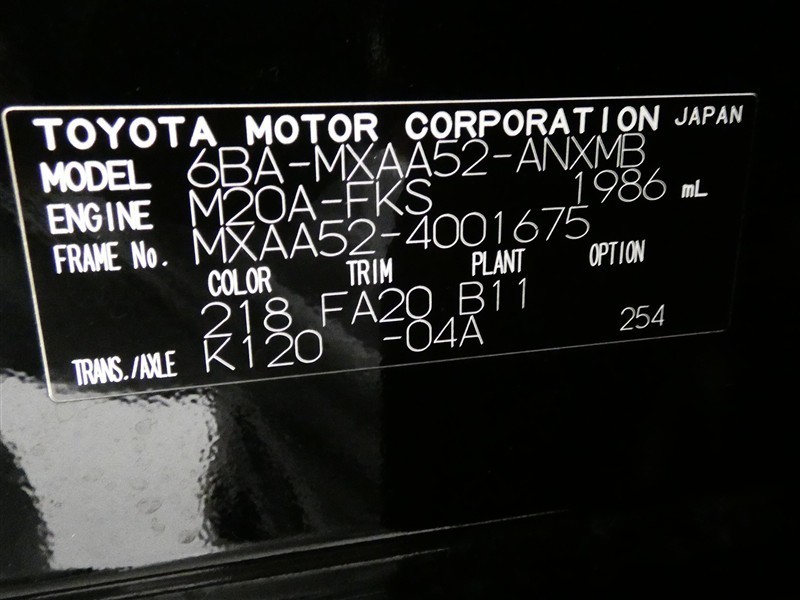 TOYOTA MOTOR CORPORATION JAPAN
MODEL 6BA-MXAA52-ANXMB
ENGINE M20A-FKS 1986 mL
FRAME No. MXAA52-4001675
COLOR TRIM PLANT OPTION
218 FA20 B11
TRANS./AXLE K120 -04A 254